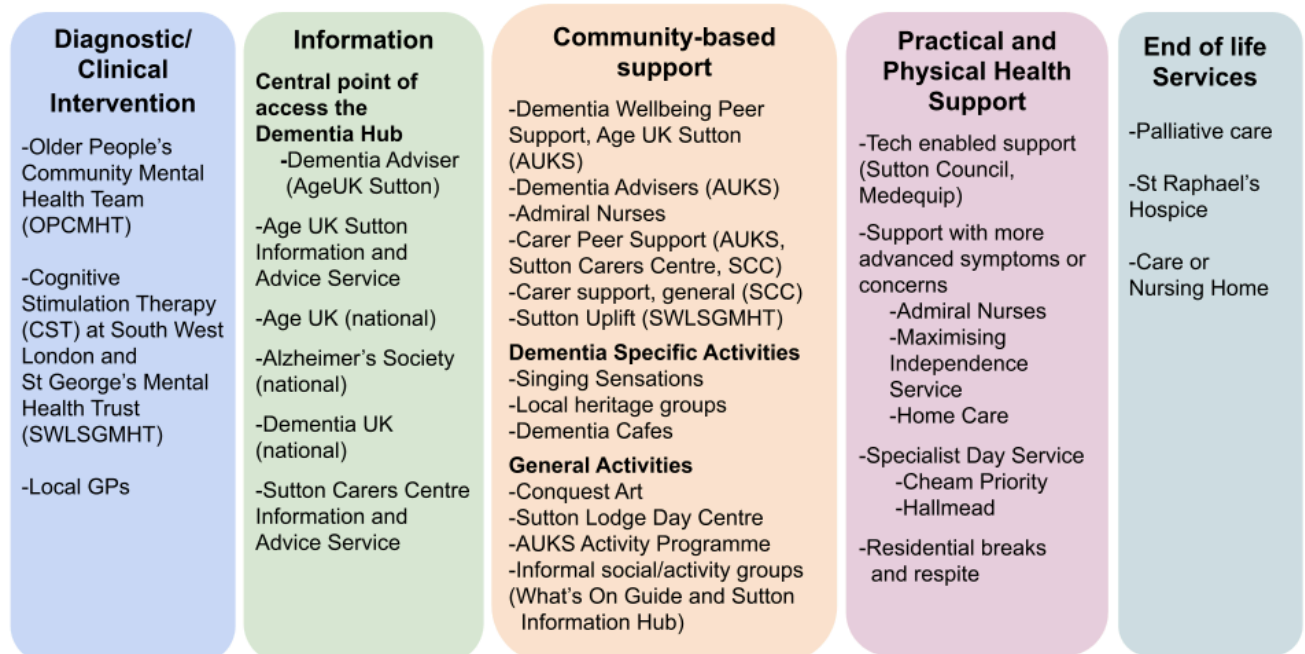 Diagnostic/
Clinical
Intervention
-Older People's
Community Mental
Health Team
(OPCMHT)
-Cognitive
Stimulation Therapy
(CST) at South West
London and
St George's Mental
Health Trust
(SWLSGMHT)
-Local GPs
Information
Central point of
access the
Dementia Hub
-Dementia Adviser
(AgeUK Sutton)
-Age UK Sutton
Information and
Advice Service
-Age UK (national)
-Alzheimer's Society
(national)
-Dementia UK
(national)
-Sutton Carers Centre
Information and
Advice Service
Community-based
support
-Dementia Wellbeing Peer
Support, Age UK Sutton
(AUKS)
-Dementia Advisers (AUKS)
-Admiral Nurses
-Carer Peer Support (AUKS,
Sutton Carers Centre, SCC)
-Carer support, general (SCC)
-Sutton Uplift (SWLSGMHT)
Dementia Specific Activities
-Singing Sensations
-Local heritage groups
-Dementia Cafes
General Activities
-Conquest Art
-Sutton Lodge Day Centre
-AUKS Activity Programme
-Informal social/activity groups
(What's On Guide and Sutton
Information Hub)
Practical and
Physical Health
Support
-Tech enabled support
(Sutton Council,
Medequip)
-Support with more
advanced symptoms or
concerns
-Admiral Nurses
-Maximising
Independence
Service
-Home Care
-Specialist Day Service
-Cheam Priority
-Hallmead
-Residential breaks
and respite
End of life
Services
-Palliative care
-St Raphael's
Hospice
-Care or
Nursing Home